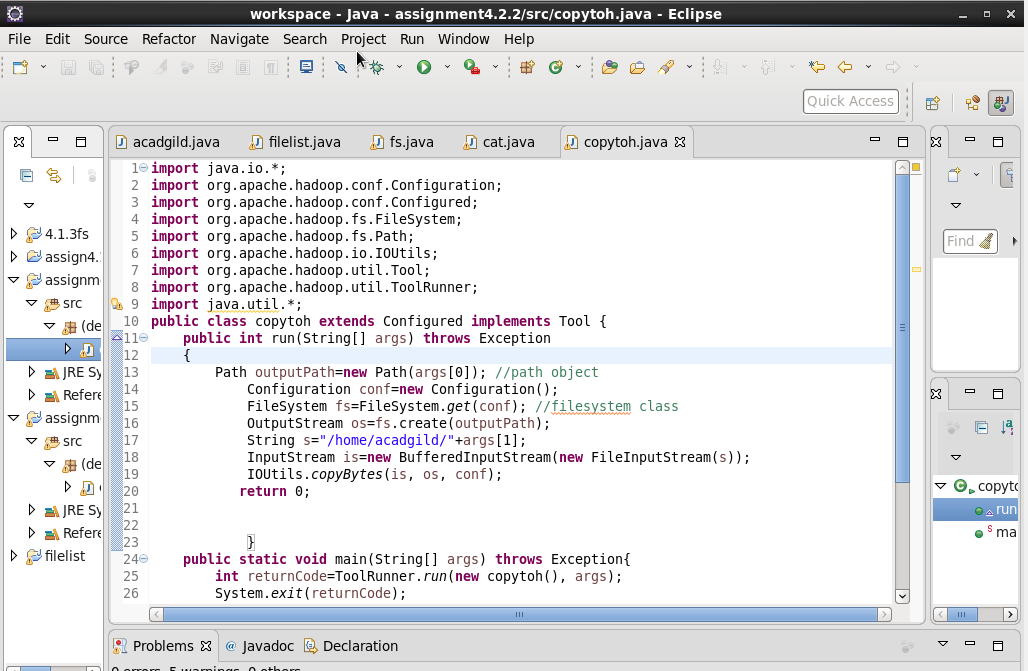 workspace - Java - assignment4.2.2/src/copytoh.java - Eclipse
File Edit Source Refactor Navigate Search Project Run Window Help
Quick Access
acadgild.java filelist.java fs.java cat.java copytoh.java
1 import java.io.*;
2 import org.apache.hadoop.conf.Configuration;
3 import org.apache.hadoop.conf.Configured;
4 import org.apache.hadoop.fs.FileSystem;
5 import org.apache.hadoop.fs.Path;
6 import org.apache.hadoop.io.IOUtils;
7 import org.apache.hadoop.util.Tool;
8 import org.apache.hadoop.util.ToolRunner;
9 import java.util.*;
10 public class copytoh extends Configured implements Tool {
11 public int run(String[] args) throws Exception
12 {
13 Path outputPath=new Path(args[0]); //path object
14 Configuration conf=new Configuration();
15 FileSystem fs=FileSystem.get(conf); //filesystem class
16 OutputStream os=fs.create(outputPath);
17 String s="/home/acadgild/"+args[1];
18 InputStream is=new BufferedInputStream(new FileInputStream(s));
19 IOUtils.copyBytes(is, os, conf);
20 return 0;
21
22
23 }
24 public static void main(String[] args) throws Exception{
25 int returnCode=ToolRunner.run(new copytoh(), args);
26 System.exit(returnCode);
4.1.3fs
assign4.
assignm
src
(de
JRE Sy
Refere
assignm
src
(de
JRE Sy
Refere
filelist
Find
copyto
run
ma
Problems @ Javadoc Declaration
0 errors, 5 warnings, 0 others